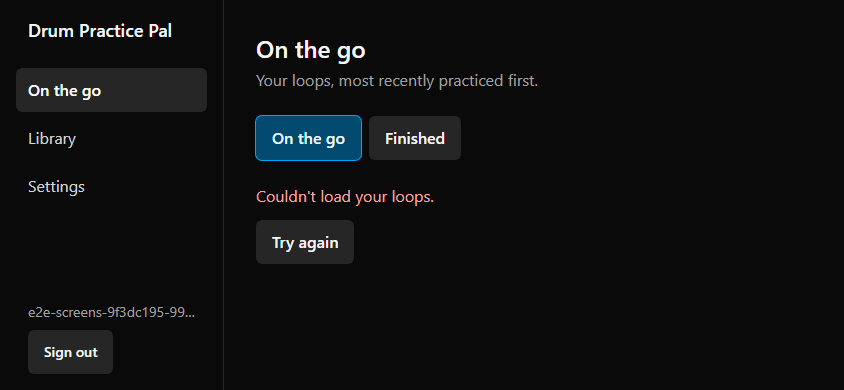 Drum Practice Pal
On the go
Library
Settings
e2e-screens-9f3dc195-99...
Sign out
On the go
Your loops, most recently practiced first.
On the go
Finished
Couldn't load your loops.
Try again